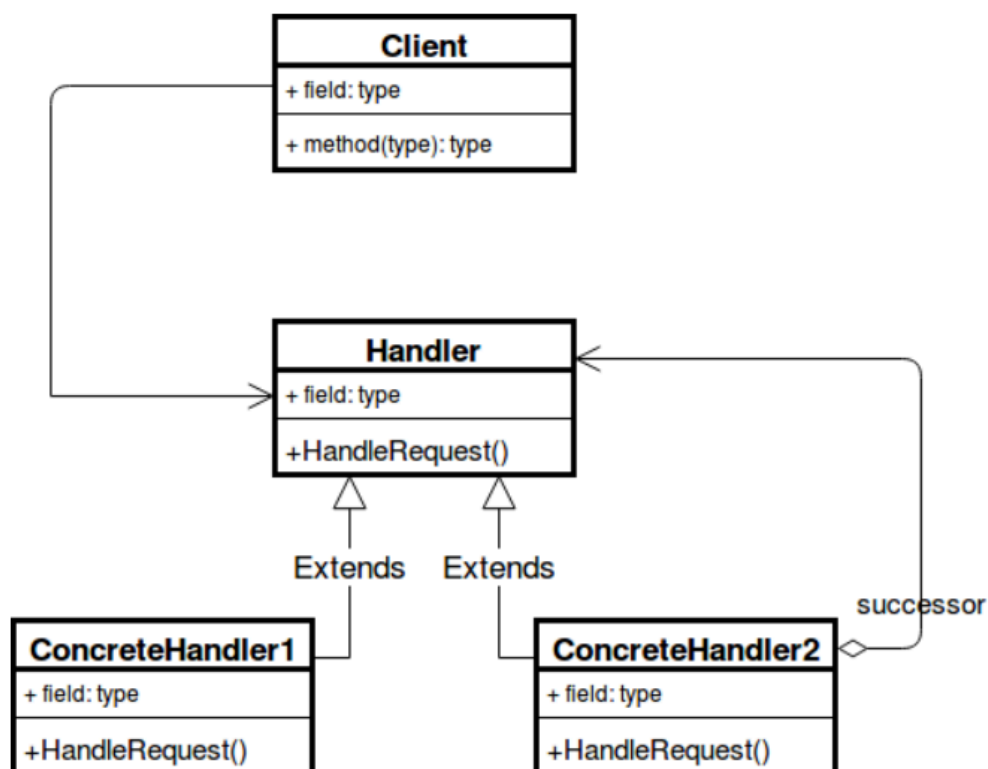 Client
+ field: type
+ method(type): type
Handler
+ field: type
+HandleRequest()
Extends
Extends
successor
ConcreteHandler1
+ field: type
+HandleRequest()
ConcreteHandler2
+ field: type
+HandleRequest()